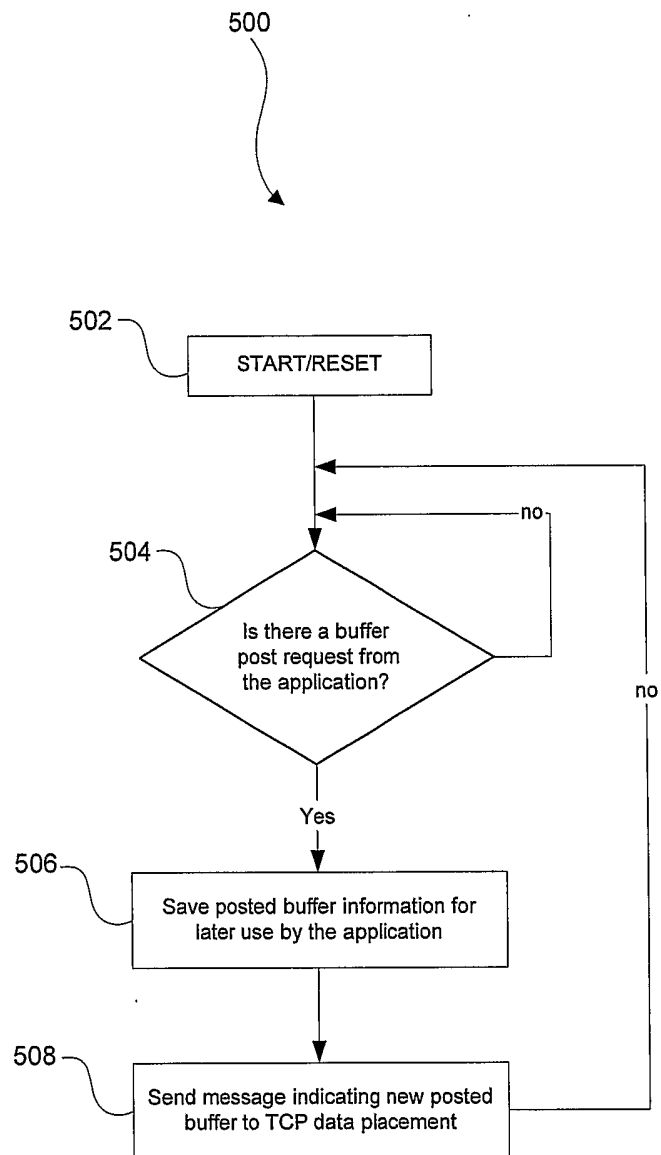 500
502
START/RESET
no
504
Is there a buffer
post request from
the application?
no
Yes
506
Save posted buffer information for
later use by the application
508
Send message indicating new posted
buffer to TCP data placement